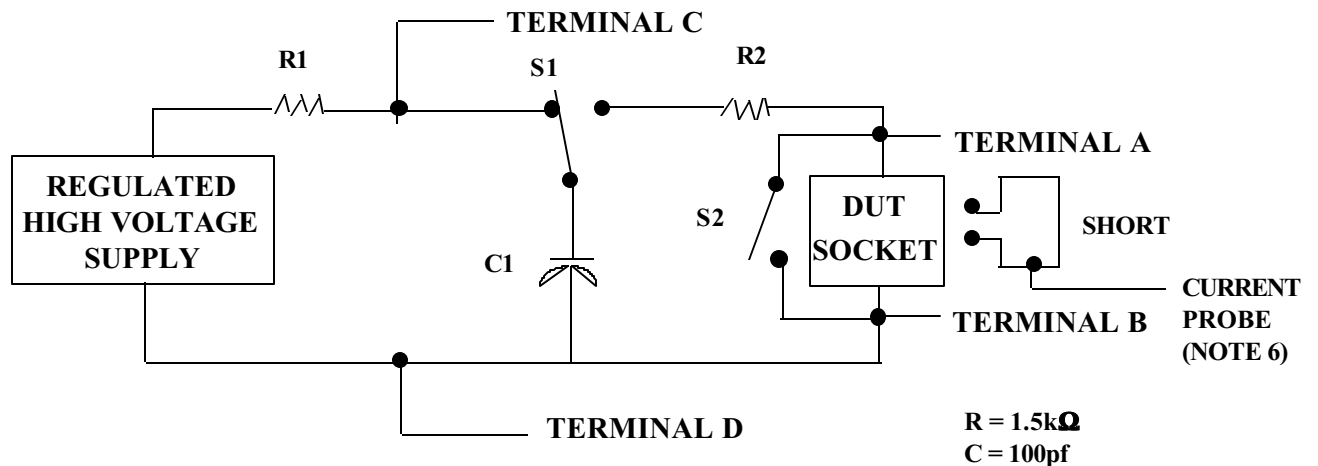 TERMINAL C
R1
S1
R2
TERMINAL A
REGULATED
HIGH VOLTAGE
SUPPLY
DUT
SOCKET
S2
SHORT
C1
CURRENT
PROBE
(NOTE 6)
TERMINAL B
TERMINAL D
R = 1.5kΩ
C = 100pf